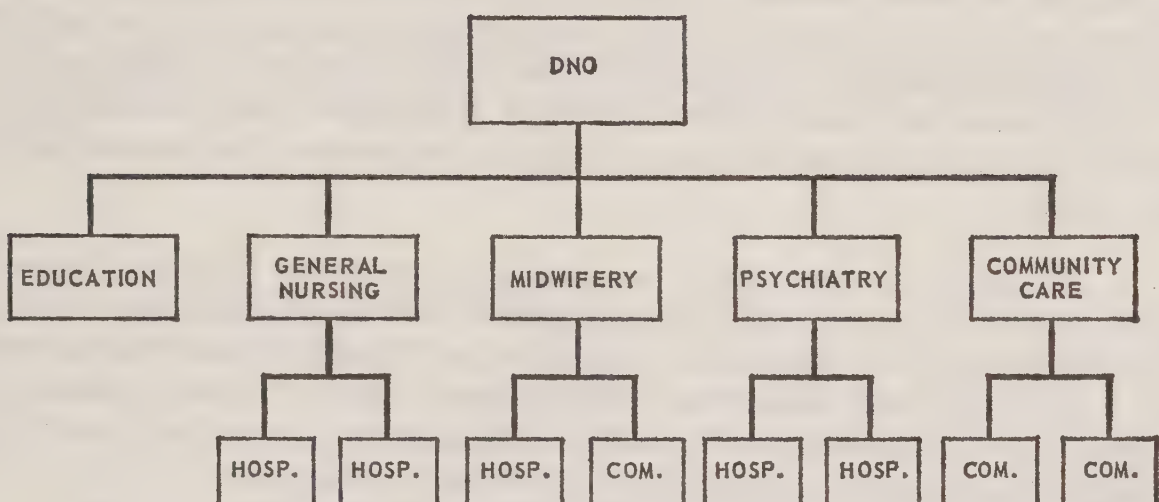 DNO
EDUCATION
GENERAL
NURSING
MIDWIFERY
PSYCHIATRY
COMMUNITY
CARE
HOSP.
HOSP.
HOSP.
COM.
HOSP.
HOSP.
COM.
COM.